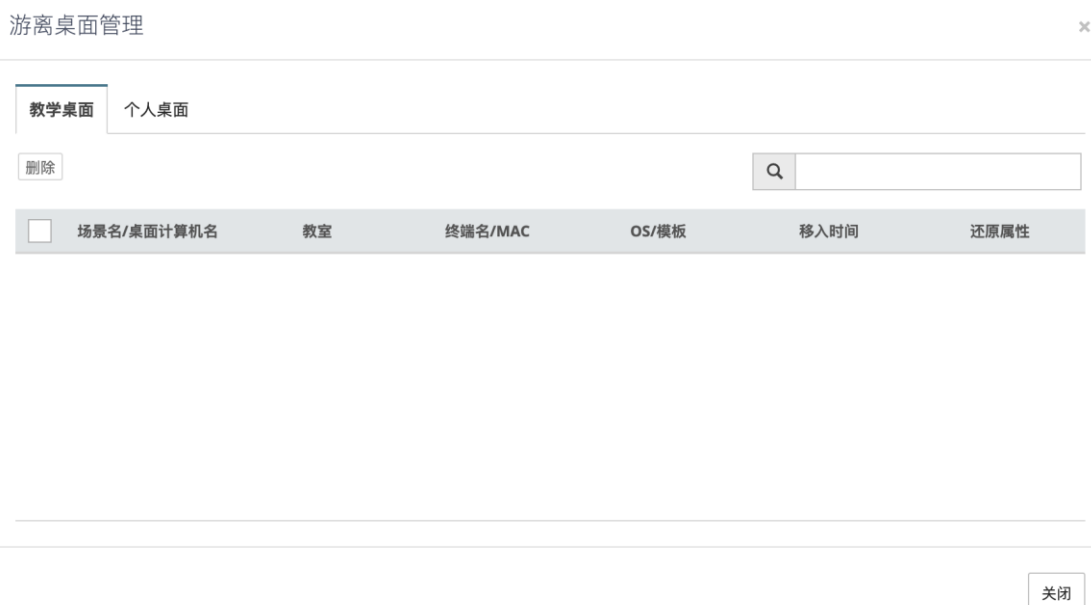 游离桌面管理
×
教学桌面 个人桌面
删除
场景名/桌面计算机名 教室 终端名/MAC OS/模板 移入时间 还原属性
关闭